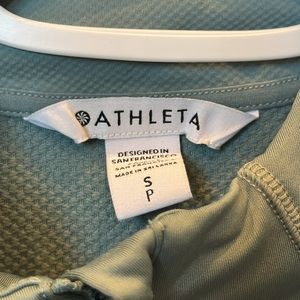 ATHLETA
DESIGNED IN
SAN FRANCISCO
MADE IN SRI LANKA
S
P